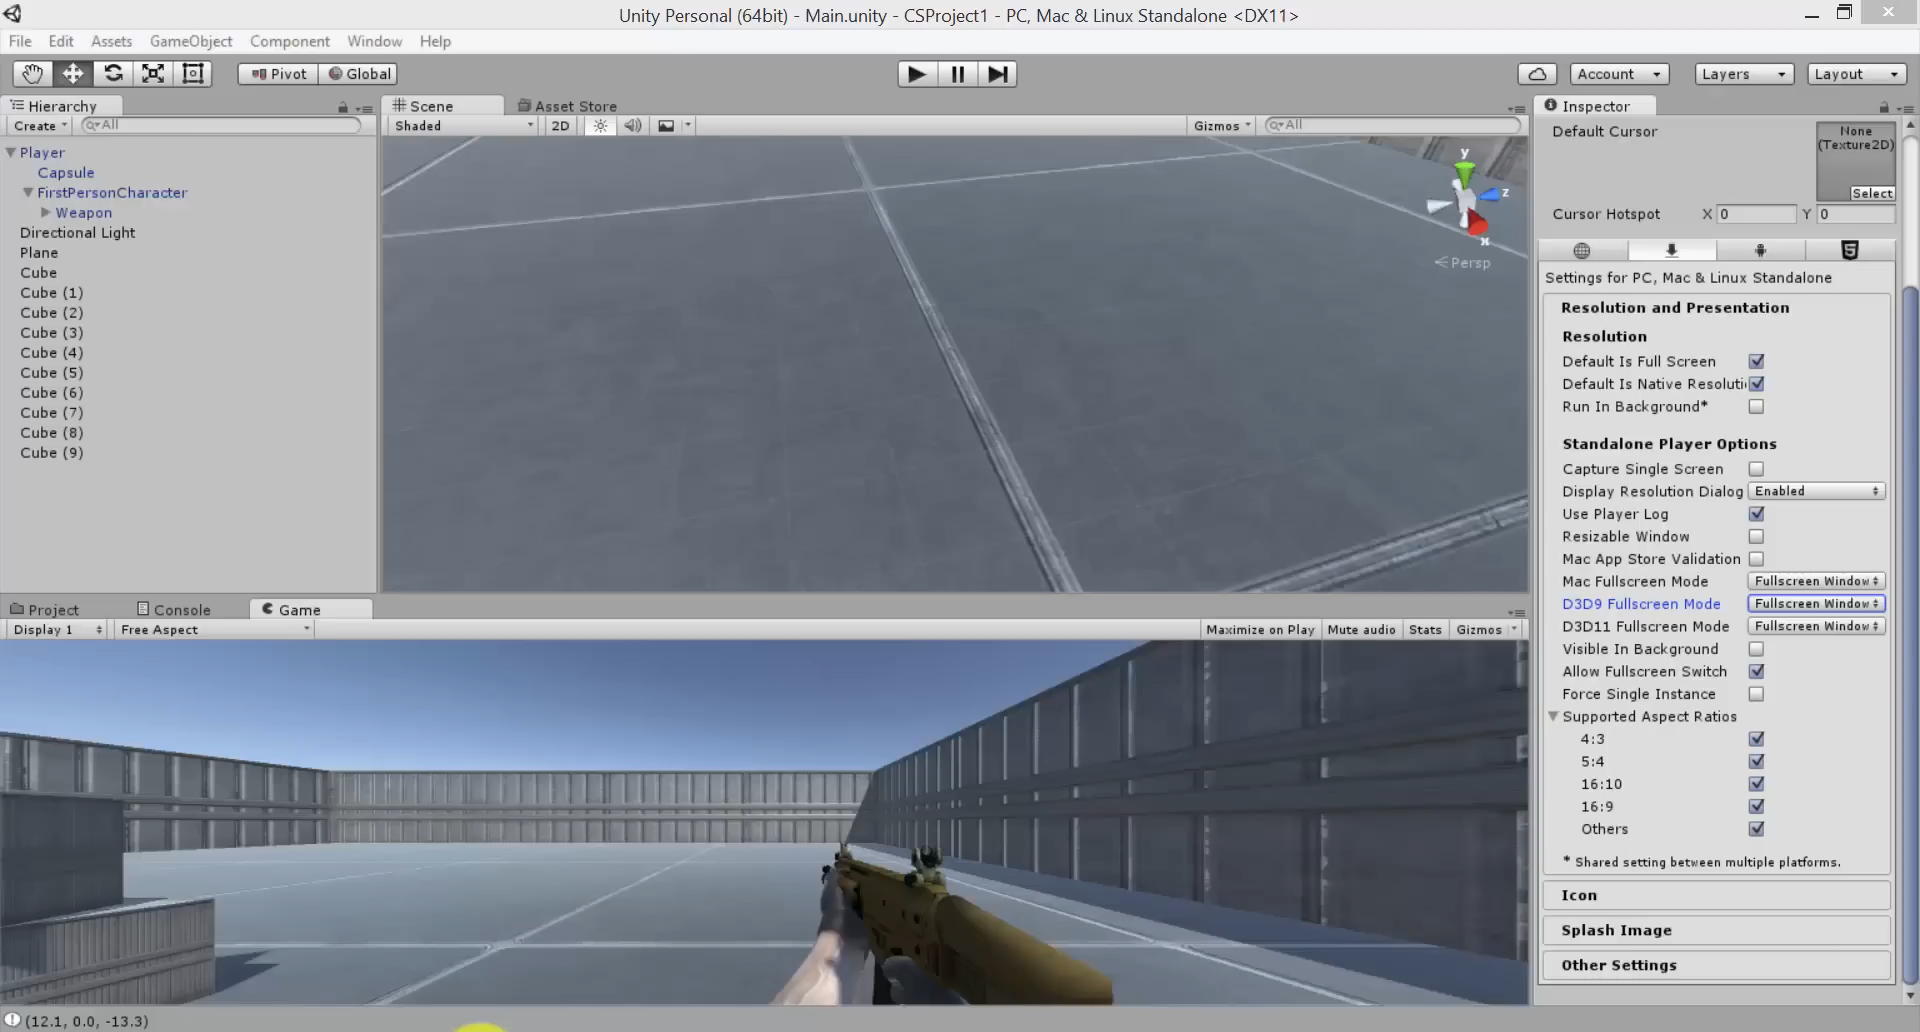 Unity Personal (64bit) - Main.unity - CSProject1 - PC, Mac & Linux Standalone <DX11>
File Edit Assets GameObject Component Window Help
Pivot Global Account Layers Layout
Hierarchy
Create All
Player
Capsule
FirstPersonCharacter
Weapon
Directional Light
Plane
Cube
Cube (1)
Cube (2)
Cube (3)
Cube (4)
Cube (5)
Cube (6)
Cube (7)
Cube (8)
Cube (9)
Scene Asset Store
Shaded 2D Gizmos All
y
z
x
Persp
Project Console Game
Display 1 Free Aspect Maximize on Play Mute audio Stats Gizmos
Inspector
Default Cursor
None
(Texture2D)
Select
Cursor Hotspot X 0 Y 0
Settings for PC, Mac & Linux Standalone
Resolution and Presentation
Resolution
Default Is Full Screen
Default Is Native Resoluti
Run In Background*
Standalone Player Options
Capture Single Screen
Display Resolution Dialog Enabled
Use Player Log
Resizable Window
Mac App Store Validation
Mac Fullscreen Mode Fullscreen Window
D3D9 Fullscreen Mode Fullscreen Window
D3D11 Fullscreen Mode Fullscreen Window
Visible In Background
Allow Fullscreen Switch
Force Single Instance
Supported Aspect Ratios
4:3
5:4
16:10
16:9
Others
* Shared setting between multiple platforms.
Icon
Splash Image
Other Settings
(12.1, 0.0, -13.3)